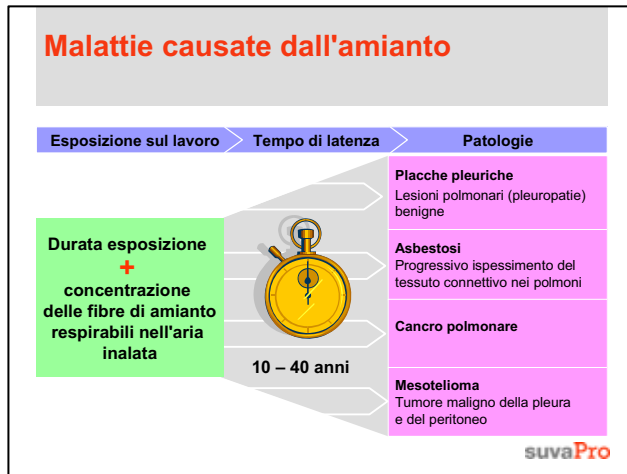 Malattie causate dall'amianto
Esposizione sul lavoro
Tempo di latenza
Patologie
Durata esposizione
+
concentrazione
delle fibre di amianto
respirabili nell'aria
inalata
10 – 40 anni
Placche pleuriche
Lesioni polmonari (pleuropatie)
benigne
Asbestosi
Progressivo ispessimento del
tessuto connettivo nei polmoni
Cancro polmonare
Mesotelioma
Tumore maligno della pleura
e del peritoneo
suvaPro